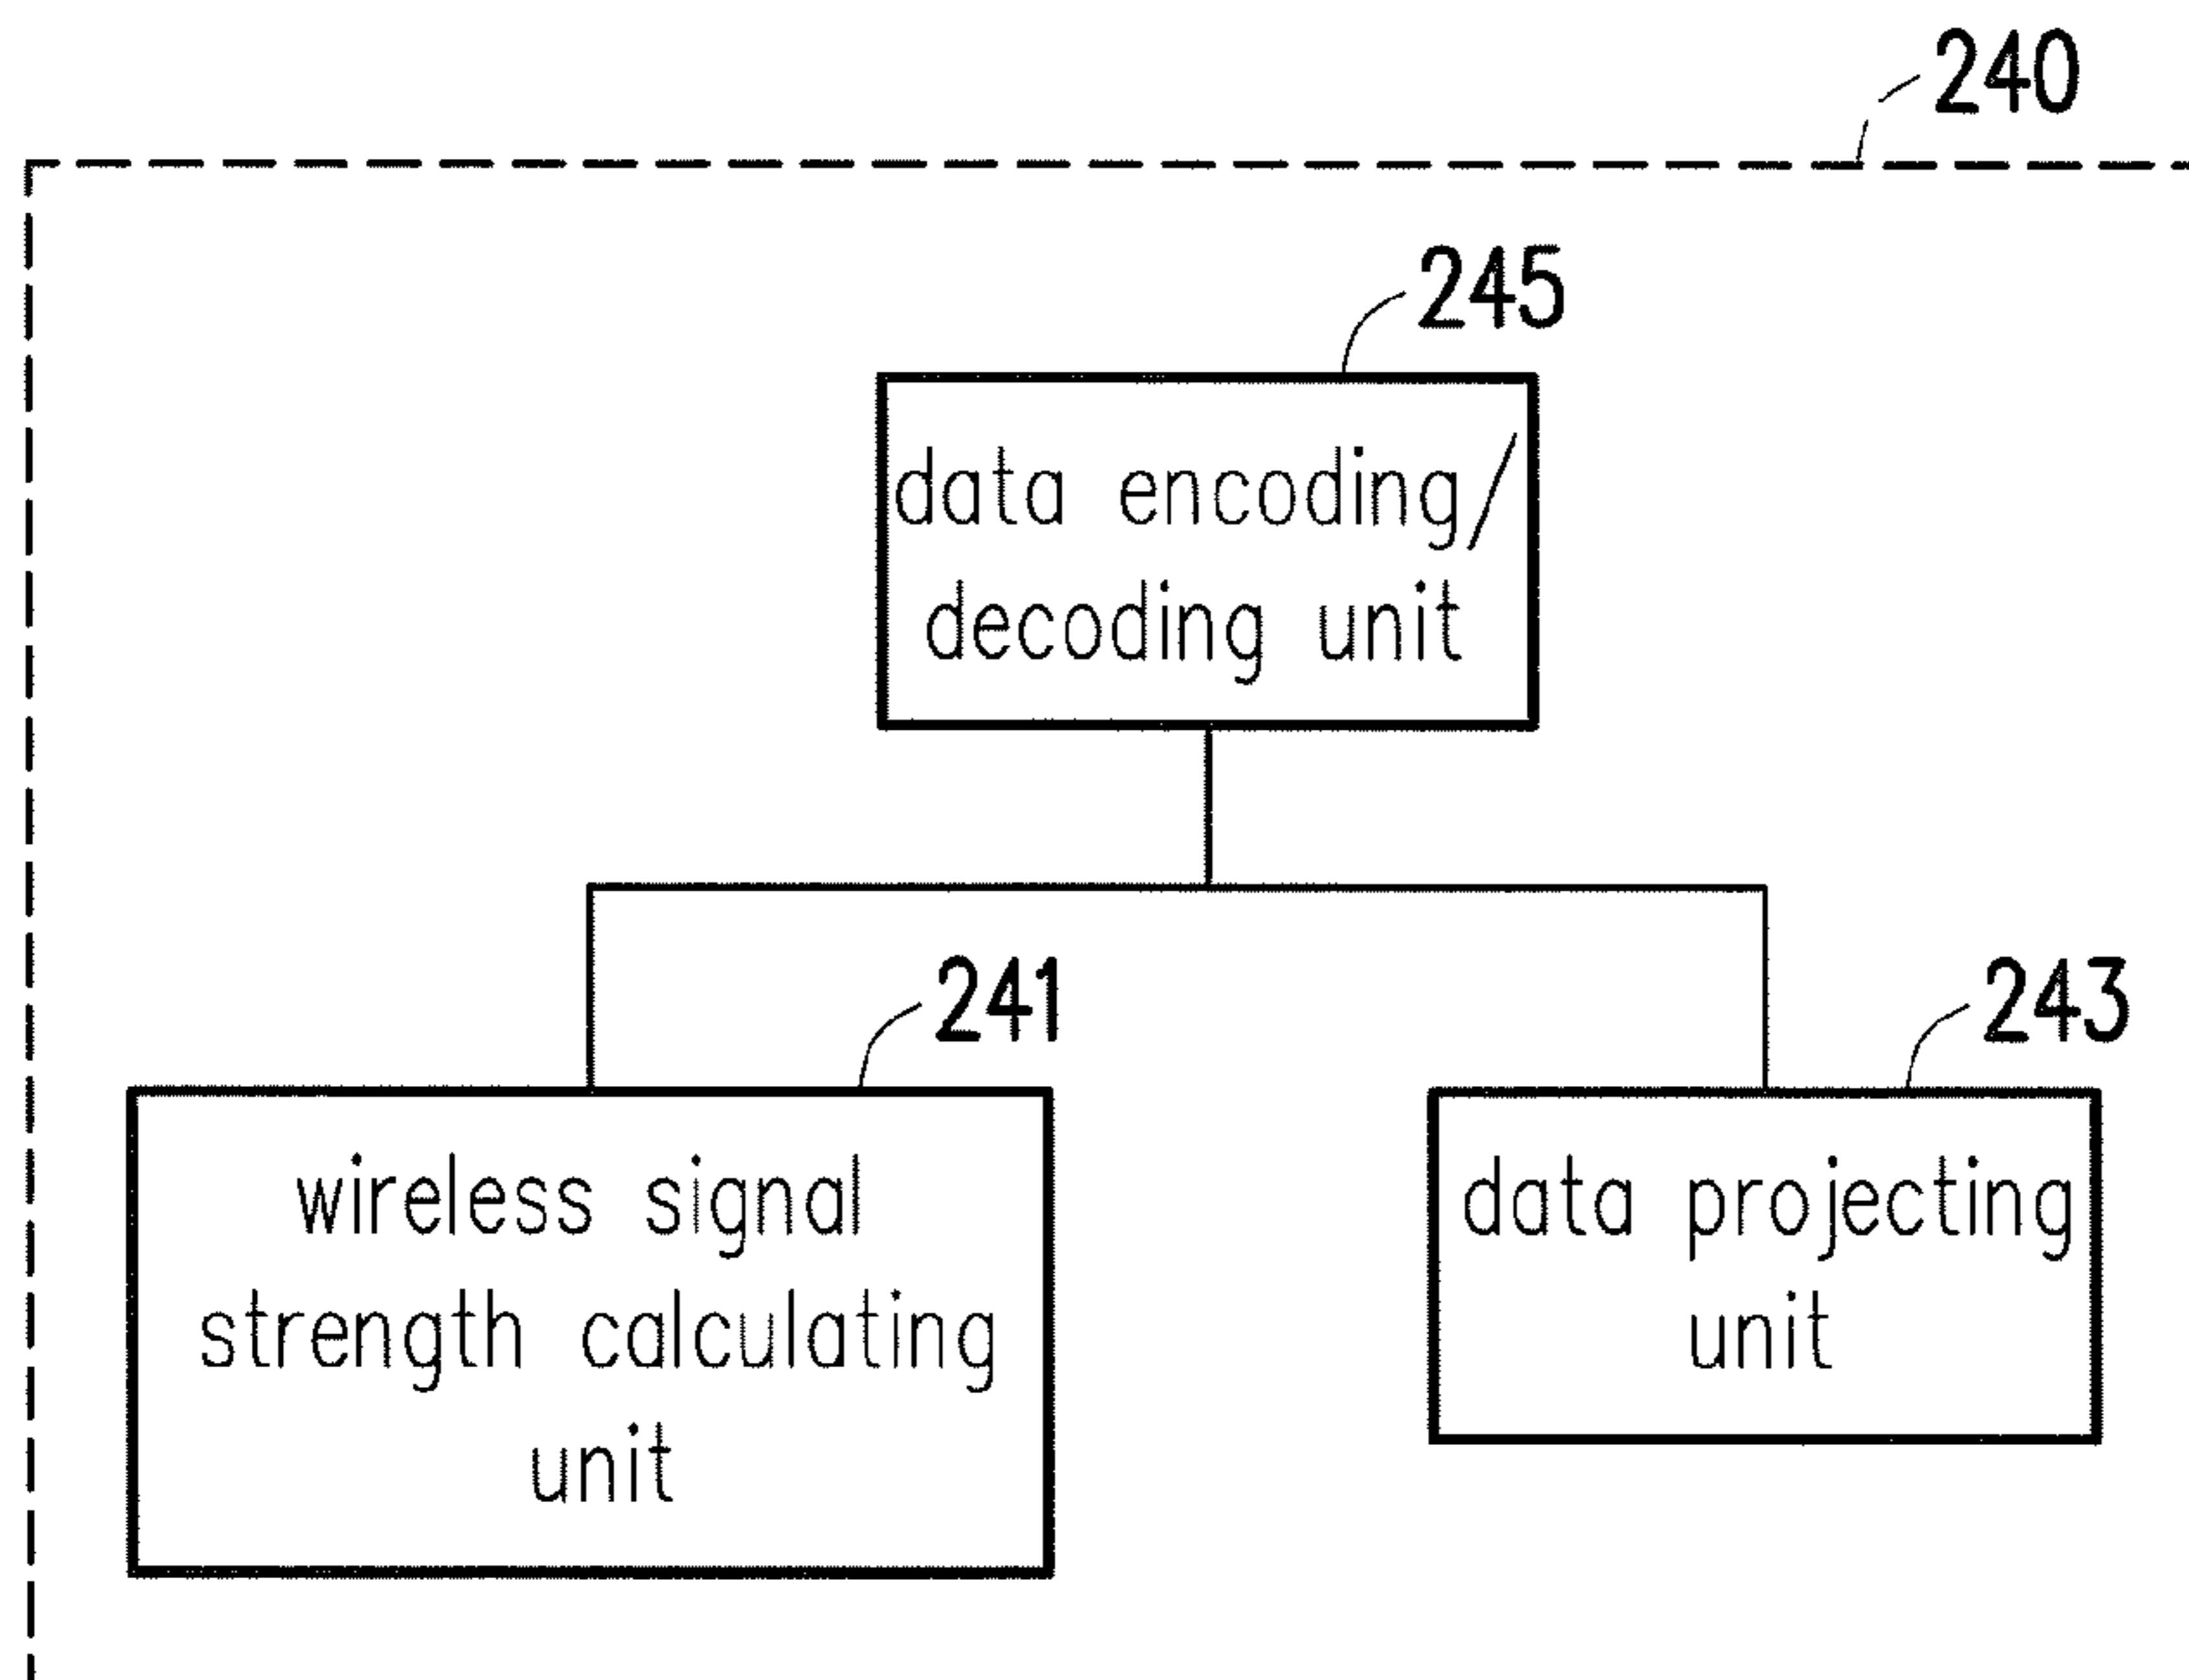 240
245
data encoding/
decoding unit
241
243
wireless signal
strength calculating
unit
data projecting
unit